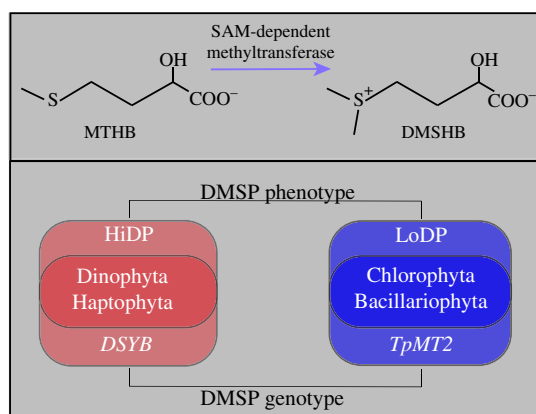 SAM-dependent
methyltransferase
OH
S
COO⁻
MTHB
OH
S⁺
COO⁻
DMSHB
DMSP phenotype
HiDP
Dinophyta
Haptophyta
DSYB
LoDP
Chlorophyta
Bacillariophyta
TpMT2
DMSP genotype